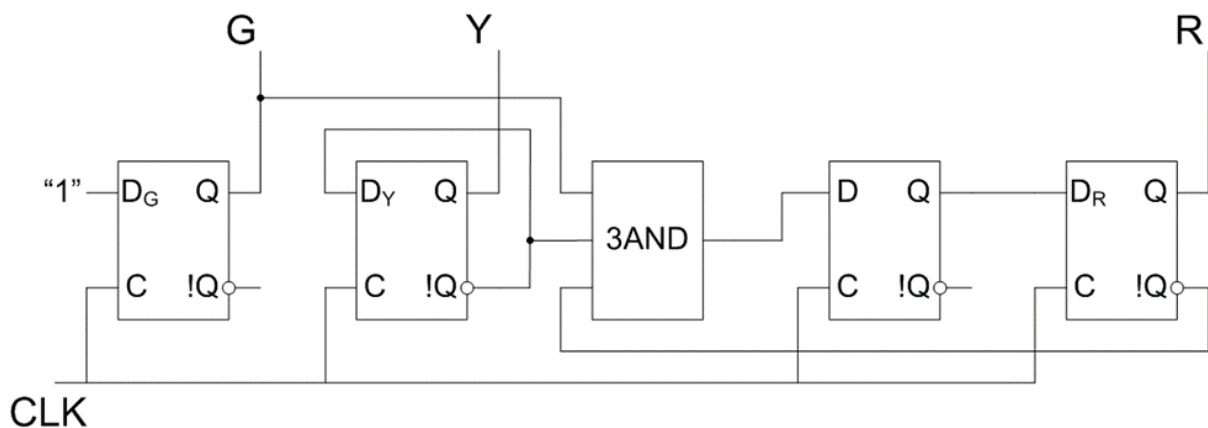 G Y R
“1” D_G Q D_Y Q D Q D_R Q
3AND
C !Q C !Q C !Q C !Q
CLK